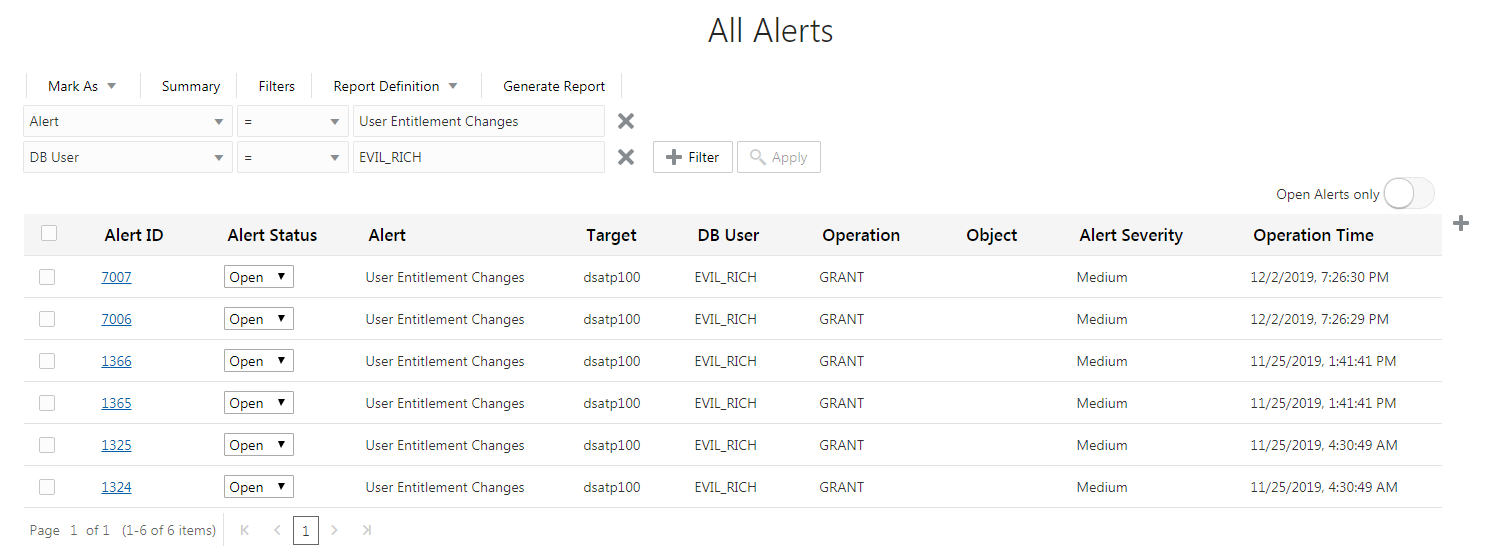 All Alerts
Mark As Summary Filters Report Definition Generate Report
Alert = User Entitlement Changes
DB User = EVIL_RICH Filter Apply
Open Alerts only
Alert ID Alert Status Alert Target DB User Operation Object Alert Severity Operation Time
7007 Open User Entitlement Changes dsatp100 EVIL_RICH GRANT Medium 12/2/2019, 7:26:30 PM
7006 Open User Entitlement Changes dsatp100 EVIL_RICH GRANT Medium 12/2/2019, 7:26:29 PM
1366 Open User Entitlement Changes dsatp100 EVIL_RICH GRANT Medium 11/25/2019, 1:41:41 PM
1365 Open User Entitlement Changes dsatp100 EVIL_RICH GRANT Medium 11/25/2019, 1:41:41 PM
1325 Open User Entitlement Changes dsatp100 EVIL_RICH GRANT Medium 11/25/2019, 4:30:49 AM
1324 Open User Entitlement Changes dsatp100 EVIL_RICH GRANT Medium 11/25/2019, 4:30:49 AM
Page 1 of 1 (1-6 of 6 items) 1